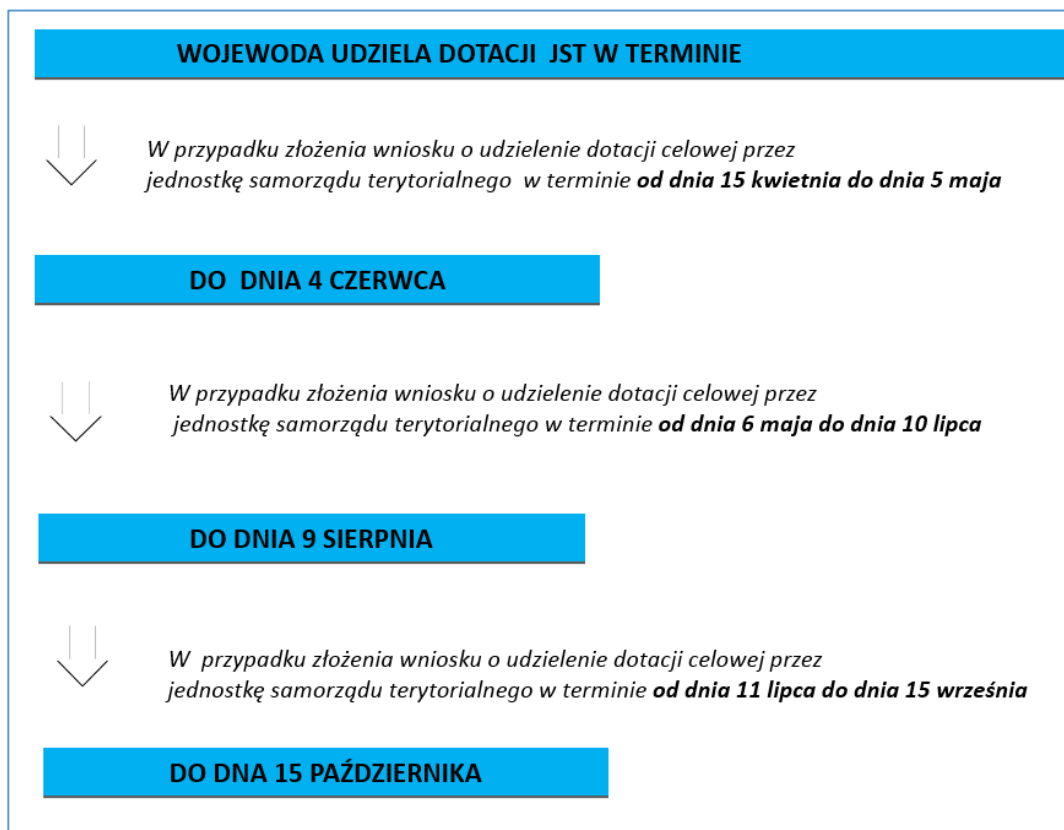 WOJEWODA UDZIELA DOTACJI JST W TERMINIE
W przypadku złożenia wniosku o udzielenie dotacji celowej przez
jednostkę samorządu terytorialnego w terminie od dnia 15 kwietnia do dnia 5 maja
DO DNIA 4 CZERWCA
W przypadku złożenia wniosku o udzielenie dotacji celowej przez
jednostkę samorządu terytorialnego w terminie od dnia 6 maja do dnia 10 lipca
DO DNIA 9 SIERPNIA
W przypadku złożenia wniosku o udzielenie dotacji celowej przez
jednostkę samorządu terytorialnego w terminie od dnia 11 lipca do dnia 15 września
DO DNA 15 PAŹDZIERNIKA